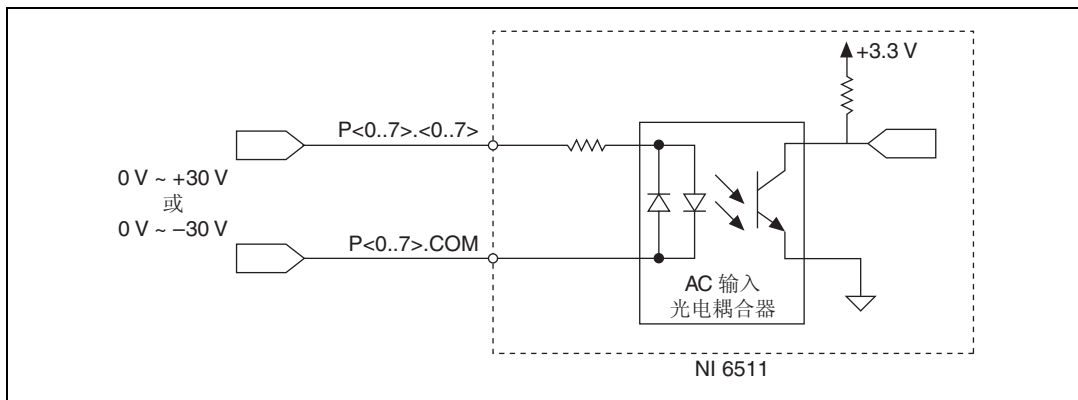 +3.3 V
P<0..7>.<0..7>
0 V ~ +30 V
或
0 V ~ –30 V
P<0..7>.COM
AC 输入
光电耦合器
NI 6511